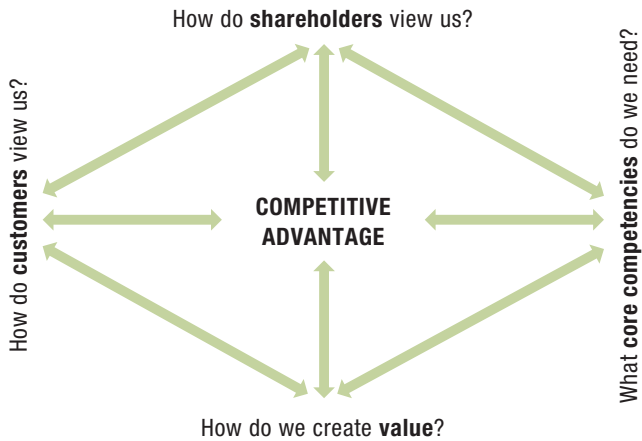 How do shareholders view us?
How do customers view us?
COMPETITIVE
ADVANTAGE
What core competencies do we need?
How do we create value?